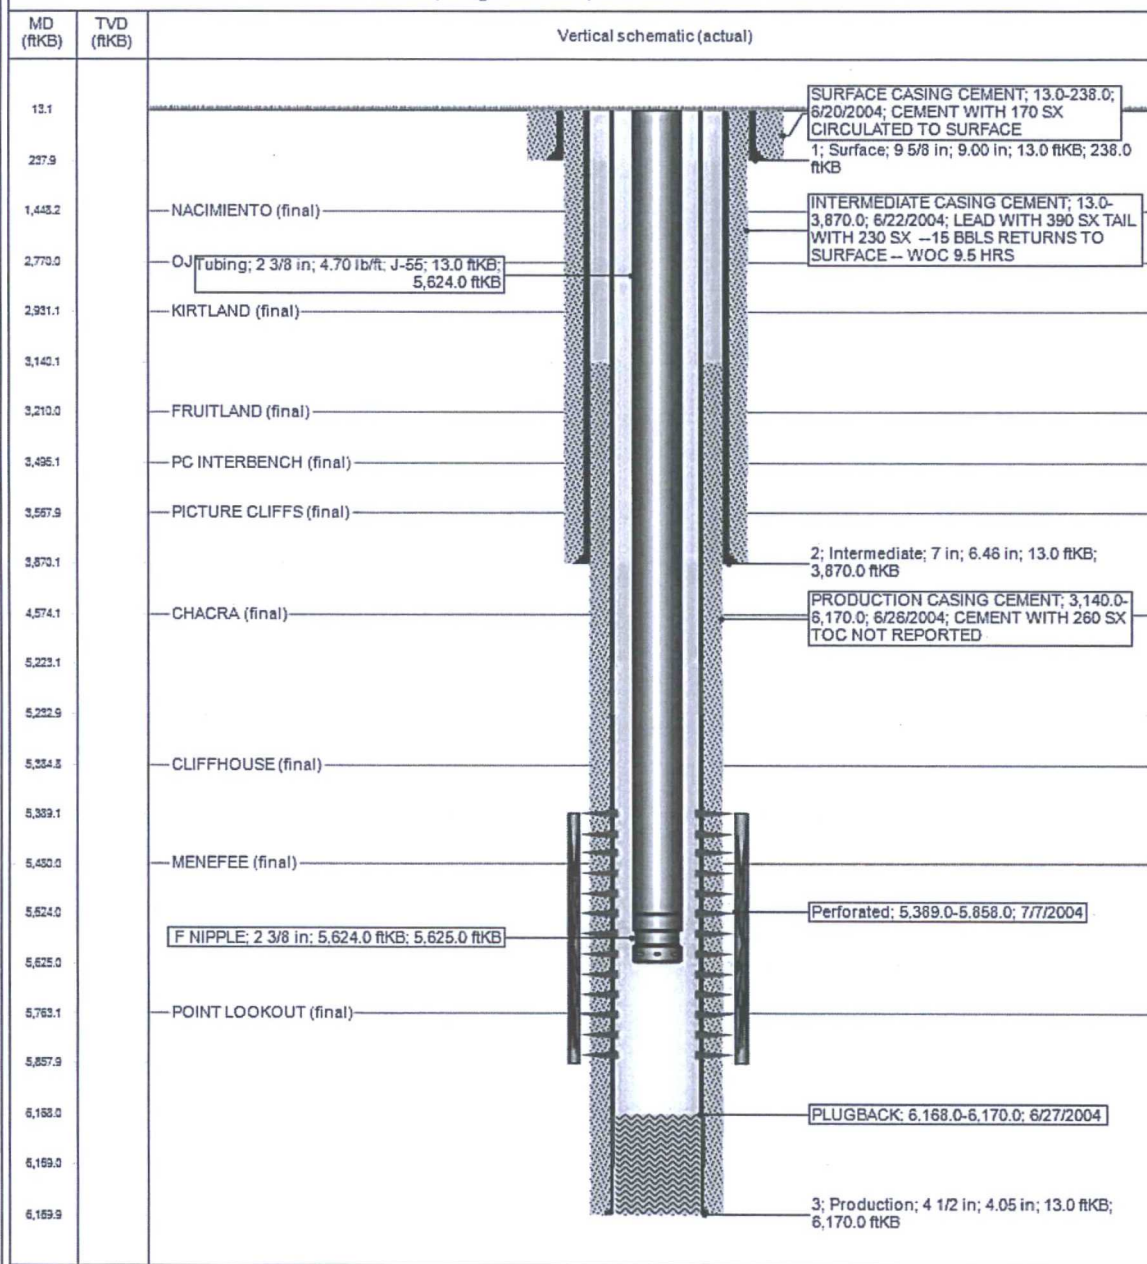 MD (ftKB)
TVD (ftKB)
Vertical schematic (actual)
13.1
237.9
1,448.2
2,770.0
2,931.1
3,140.1
3,210.0
3,495.1
3,567.9
3,870.1
4,574.1
5,223.1
5,232.9
5,389.1
5,450.0
5,524.0
5,625.0
5,763.1
5,857.9
6,168.0
6,169.9
NACIMIENTO (final)
OJ
Tubing; 2 3/8 in; 4.70 lb/ft; J-55; 13.0 ftKB;
5,624.0 ftKB
KIRTLAND (final)
FRUITLAND (final)
PC INTERBENCH (final)
PICTURE CLIFFS (final)
CHACRA (final)
CLIFFHOUSE (final)
MENEFEE (final)
F NIPPLE; 2 3/8 in; 5,624.0 ftKB; 5,625.0 ftKB
POINT LOOKOUT (final)
SURFACE CASING CEMENT; 13.0-238.0;
6/20/2004; CEMENT WITH 170 SX
CIRCULATED TO SURFACE
1; Surface; 9 5/8 in; 9.00 in; 13.0 ftKB; 238.0
ftKB
INTERMEDIATE CASING CEMENT; 13.0-
3,870.0; 6/22/2004; LEAD WITH 390 SX TAIL
WITH 230 SX --15 BBLS RETURNS TO
SURFACE -- WOC 9.5 HRS
2; Intermediate; 7 in; 6.46 in; 13.0 ftKB;
3,870.0 ftKB
PRODUCTION CASING CEMENT; 3,140.0-
6,170.0; 6/26/2004; CEMENT WITH 260 SX
TOC NOT REPORTED
Perforated; 5,389.0-5,858.0; 7/7/2004
PLUGBACK; 6,168.0-6,170.0; 6/27/2004
3; Production; 4 1/2 in; 4.05 in; 13.0 ftKB;
6,170.0 ftKB